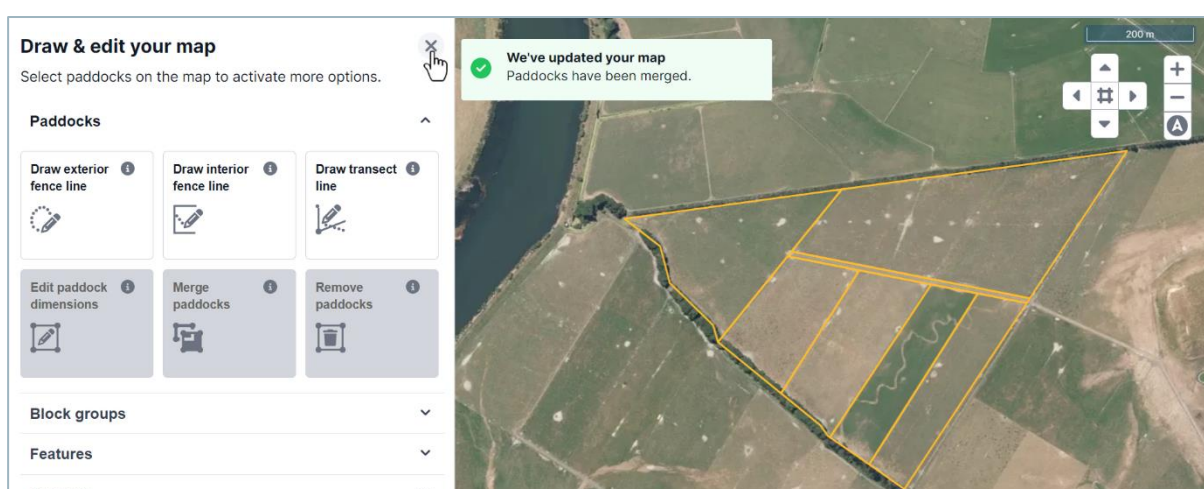 Draw & edit your map
Select paddocks on the map to activate more options.
Paddocks
Draw exterior
fence line
Draw interior
fence line
Draw transect
line
Edit paddock
dimensions
Merge
paddocks
Remove
paddocks
Block groups
Features
We've updated your map
Paddocks have been merged.
200 m
A